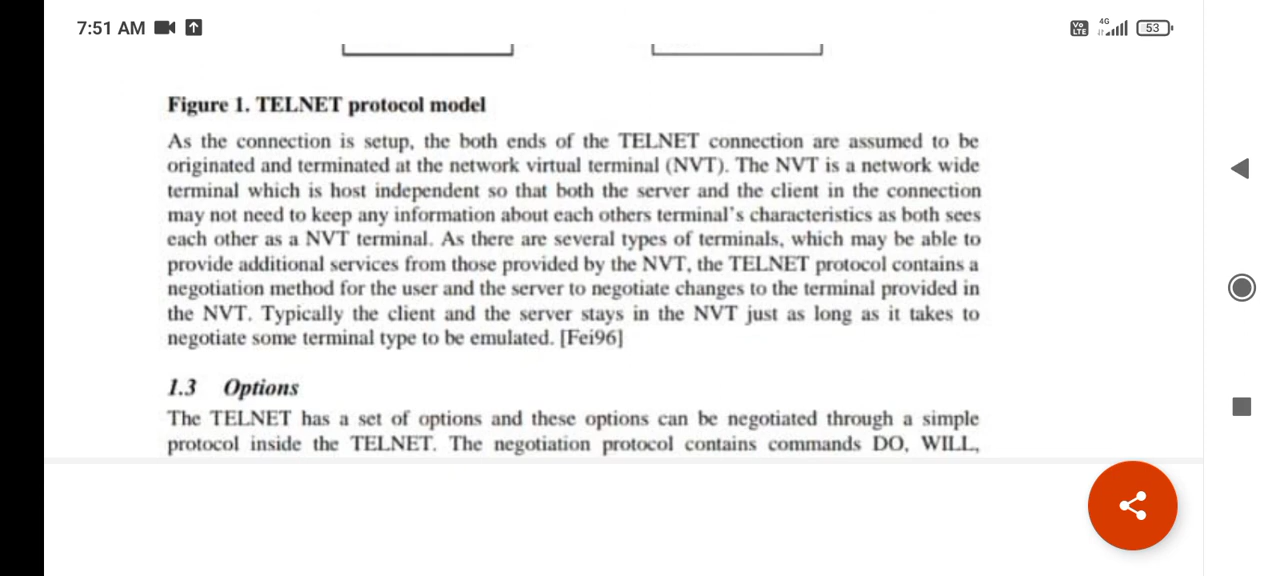 7:51 AM
Vo LTE 4G 53
Figure 1. TELNET protocol model
As the connection is setup, the both ends of the TELNET connection are assumed to be
originated and terminated at the network virtual terminal (NVT). The NVT is a network wide
terminal which is host independent so that both the server and the client in the connection
may not need to keep any information about each others terminal's characteristics as both sees
each other as a NVT terminal. As there are several types of terminals, which may be able to
provide additional services from those provided by the NVT, the TELNET protocol contains a
negotiation method for the user and the server to negotiate changes to the terminal provided in
the NVT. Typically the client and the server stays in the NVT just as long as it takes to
negotiate some terminal type to be emulated. [Fei96]
1.3 Options
The TELNET has a set of options and these options can be negotiated through a simple
protocol inside the TELNET. The negotiation protocol contains commands DO, WILL,